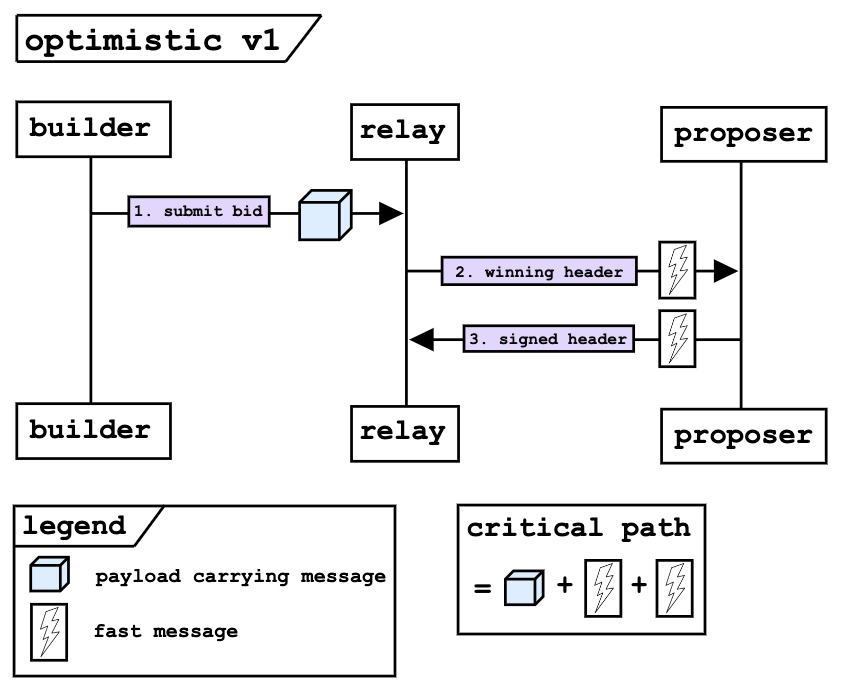 optimistic v1
builder
relay
proposer
1. submit bid
2. winning header
3. signed header
builder
relay
proposer
legend
payload carrying message
fast message
critical path
= + +